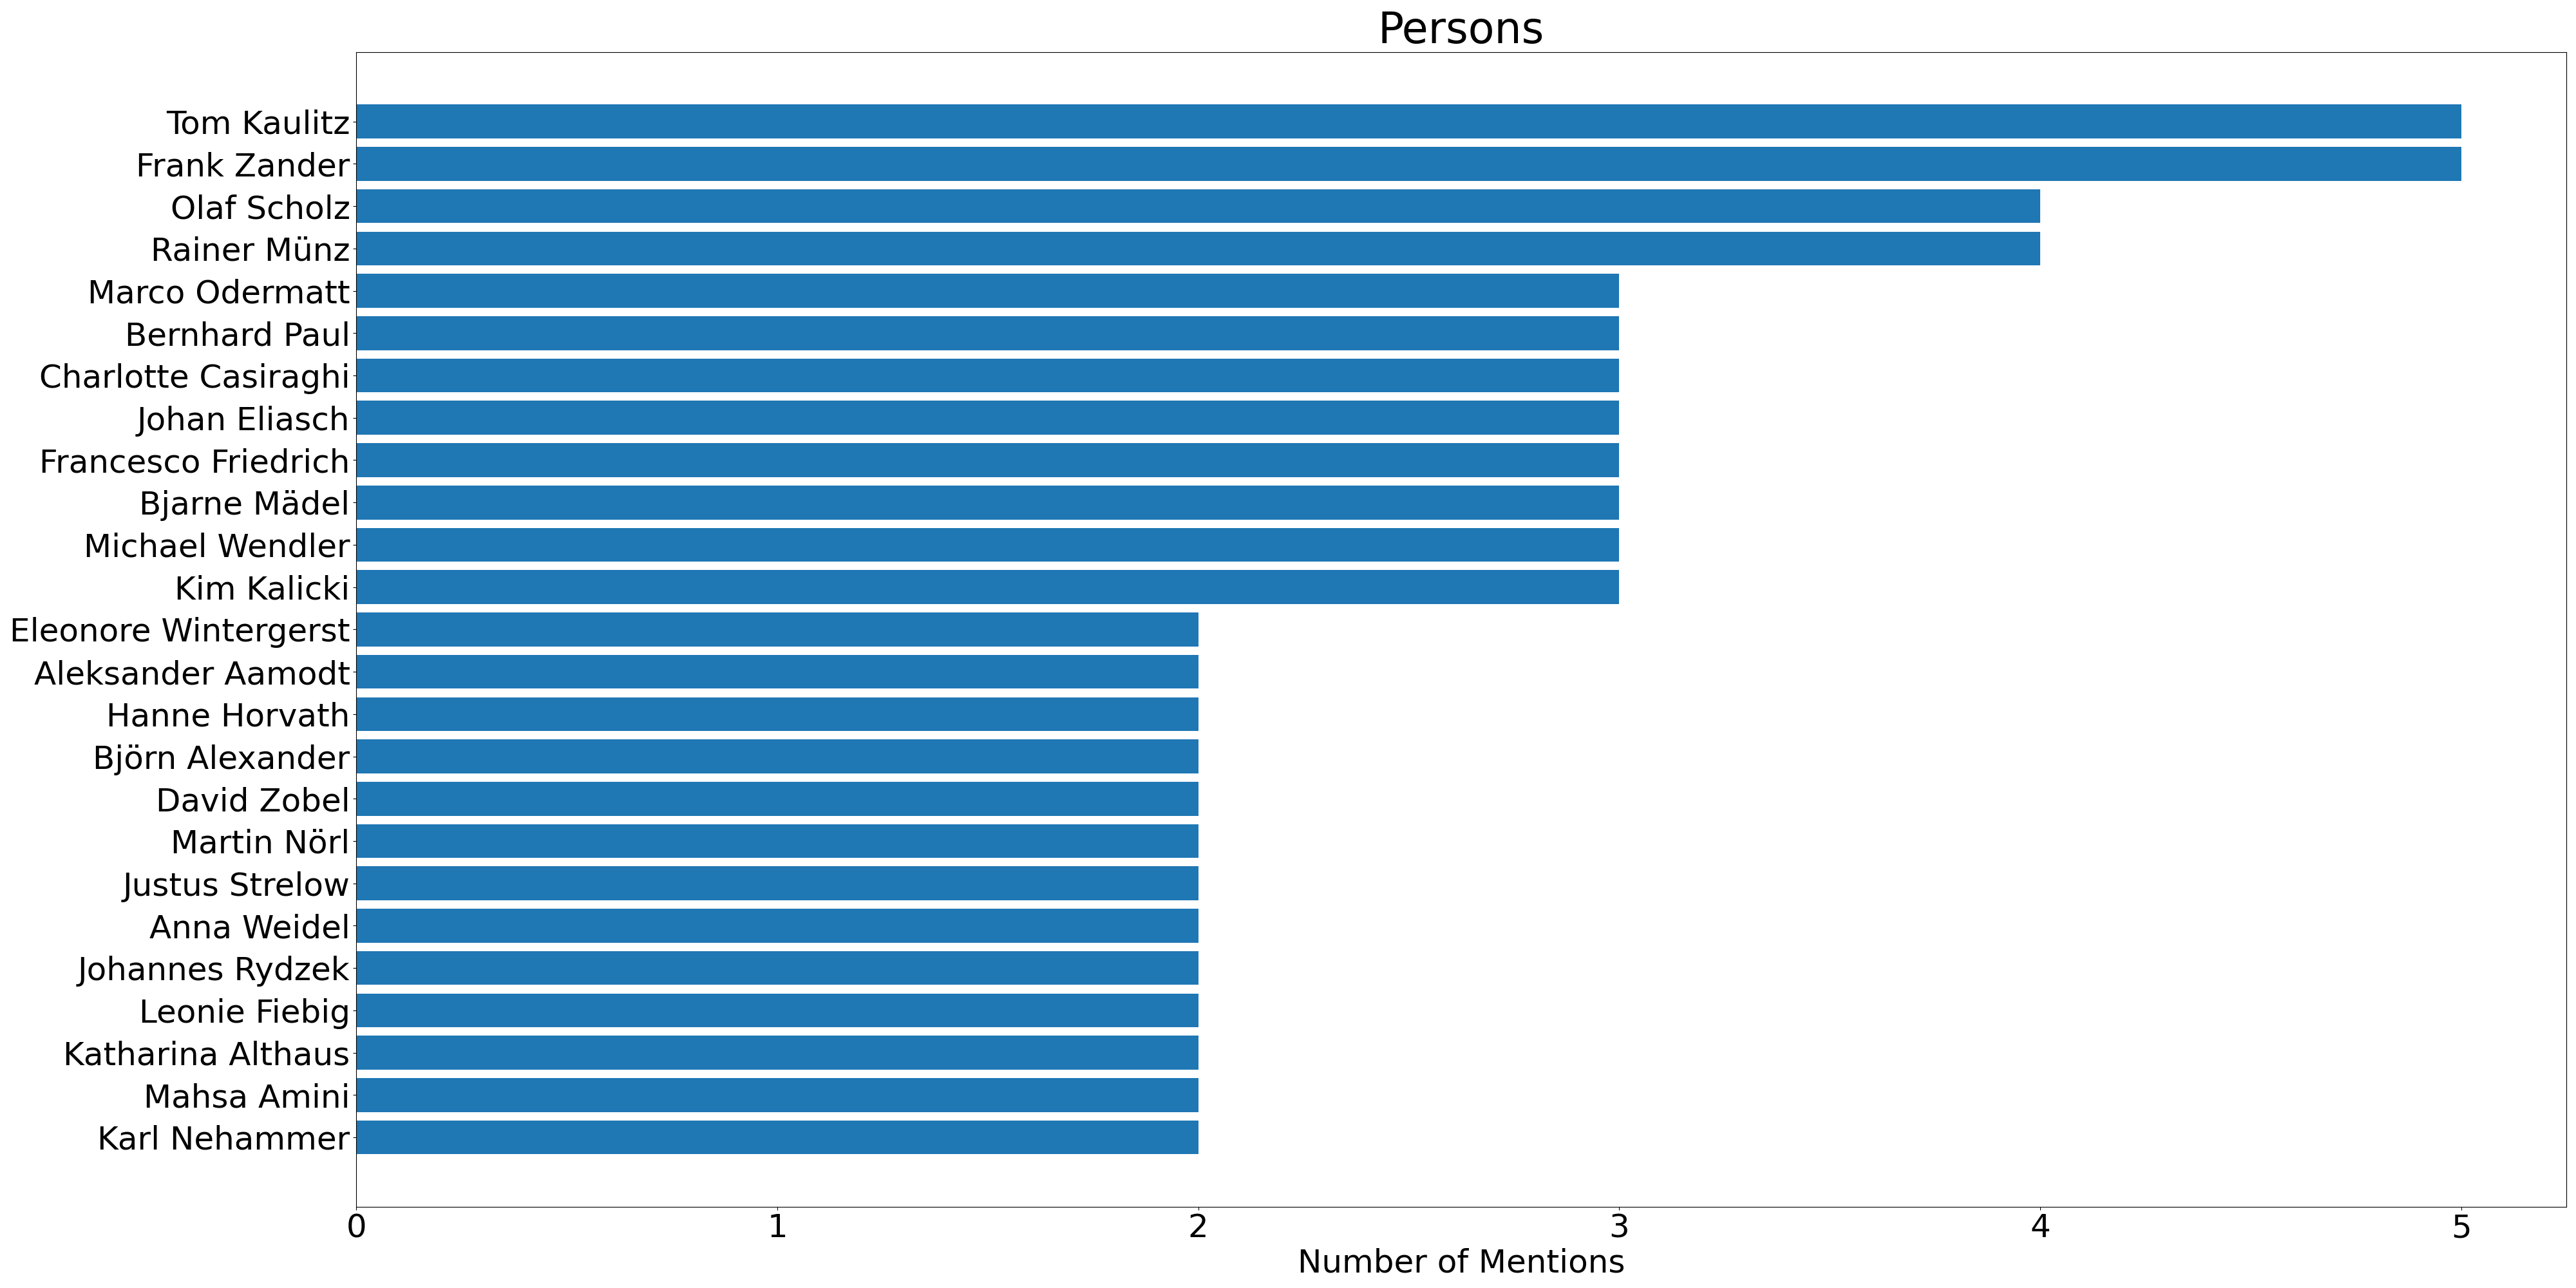 Persons
Tom Kaulitz
Frank Zander
Olaf Scholz
Rainer Münz
Marco Odermatt
Bernhard Paul
Charlotte Casiraghi
Johan Eliasch
Francesco Friedrich
Bjarne Mädel
Michael Wendler
Kim Kalicki
Eleonore Wintergerst
Aleksander Aamodt
Hanne Horvath
Björn Alexander
David Zobel
Martin Nörl
Justus Strelow
Anna Weidel
Johannes Rydzek
Leonie Fiebig
Katharina Althaus
Mahsa Amini
Karl Nehammer
0 1 2 3 4 5
Number of Mentions